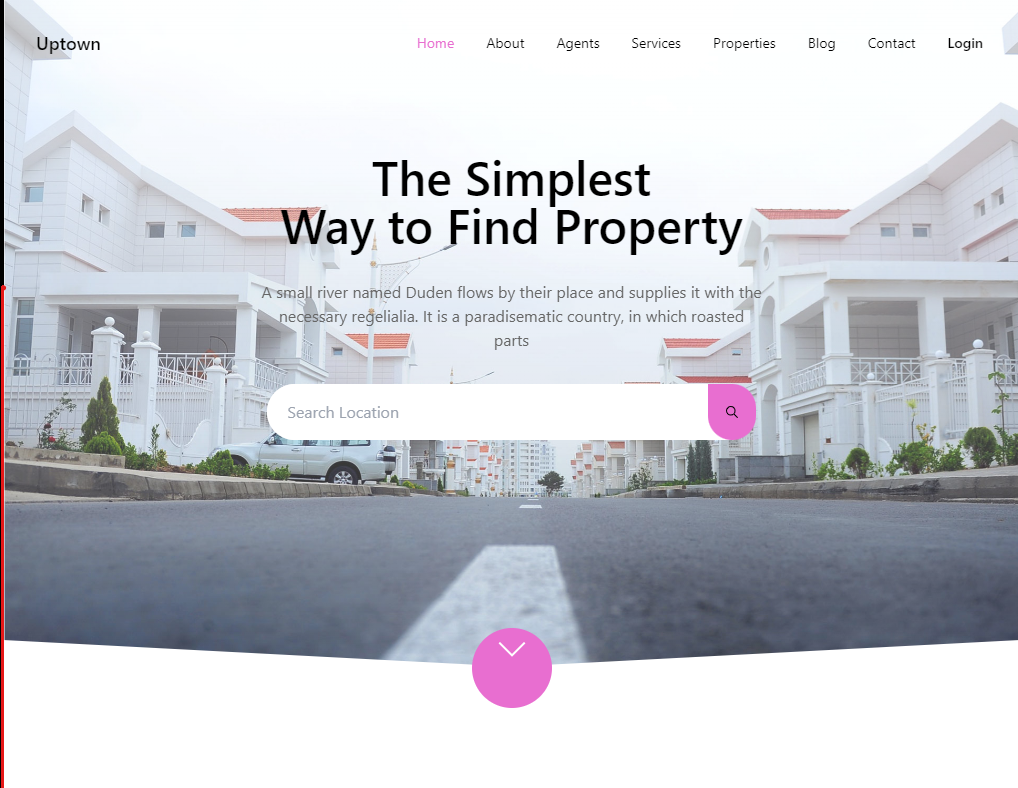 Uptown
Home About Agents Services Properties Blog Contact Login
The Simplest
Way to Find Property
A small river named Duden flows by their place and supplies it with the
necessary regelialia. It is a paradisematic country, in which roasted
parts
Search Location